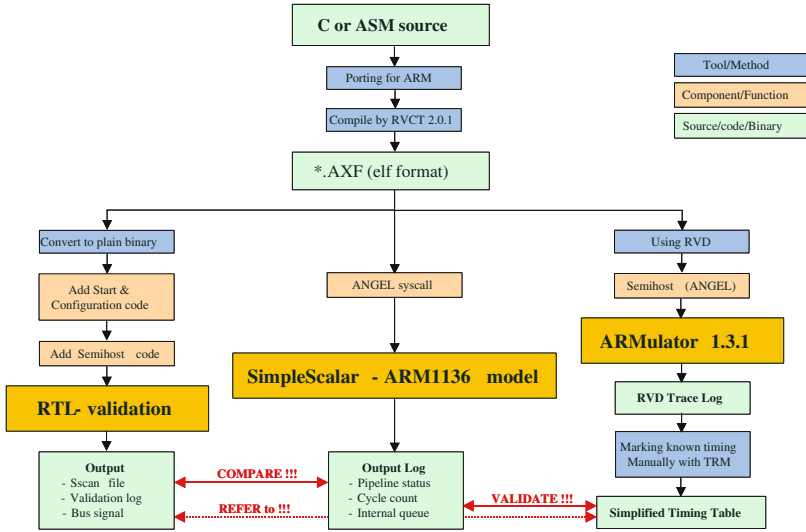 C or ASM source
Porting for ARM
Compile by RVCT 2.0.1
*.AXF (elf format)
Tool/Method
Component/Function
Source/code/Binary
Convert to plain binary
Add Start &
Configuration code
Add Semihost code
RTL- validation
Output
- Sscan file
- Validation log
- Bus signal
ANGEL syscall
SimpleScalar - ARM1136 model
Output Log
- Pipeline status
- Cycle count
- Internal queue
Using RVD
Semihost (ANGEL)
ARMulator 1.3.1
RVD Trace Log
Marking known timing
Manually with TRM
Simplified Timing Table
COMPARE !!!
REFER to !!!
VALIDATE !!!